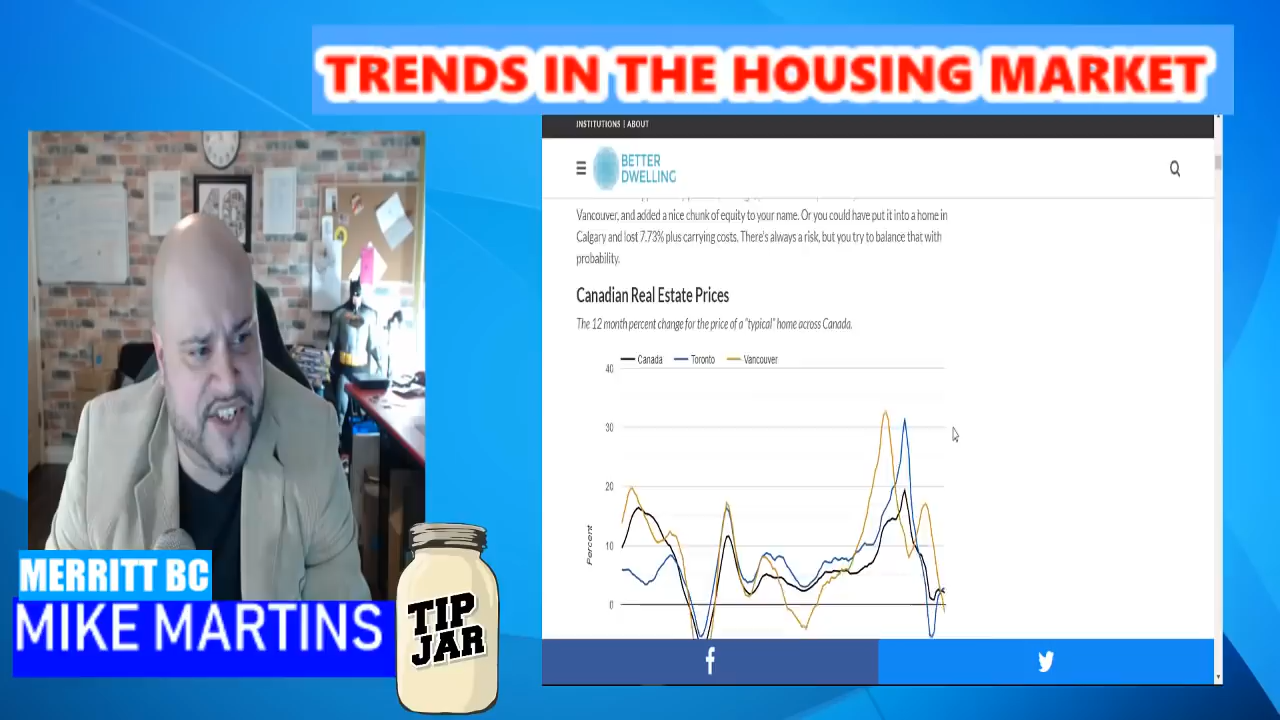 TRENDS IN THE HOUSING MARKET
INSTITUTIONS | ABOUT
BETTER
DWELLING
Vancouver, and added a nice chunk of equity to your name. Or you could have put it into a home in
Calgary and lost 7.73% plus carrying costs. There's always a risk, but you try to balance that with
probability.
Canadian Real Estate Prices
The 12 month percent change for the price of a "typical" home across Canada.
Canada Toronto Vancouver
40
30
20
10
0
Percent
MERRITT BC
MIKE MARTINS
TIP
JAR